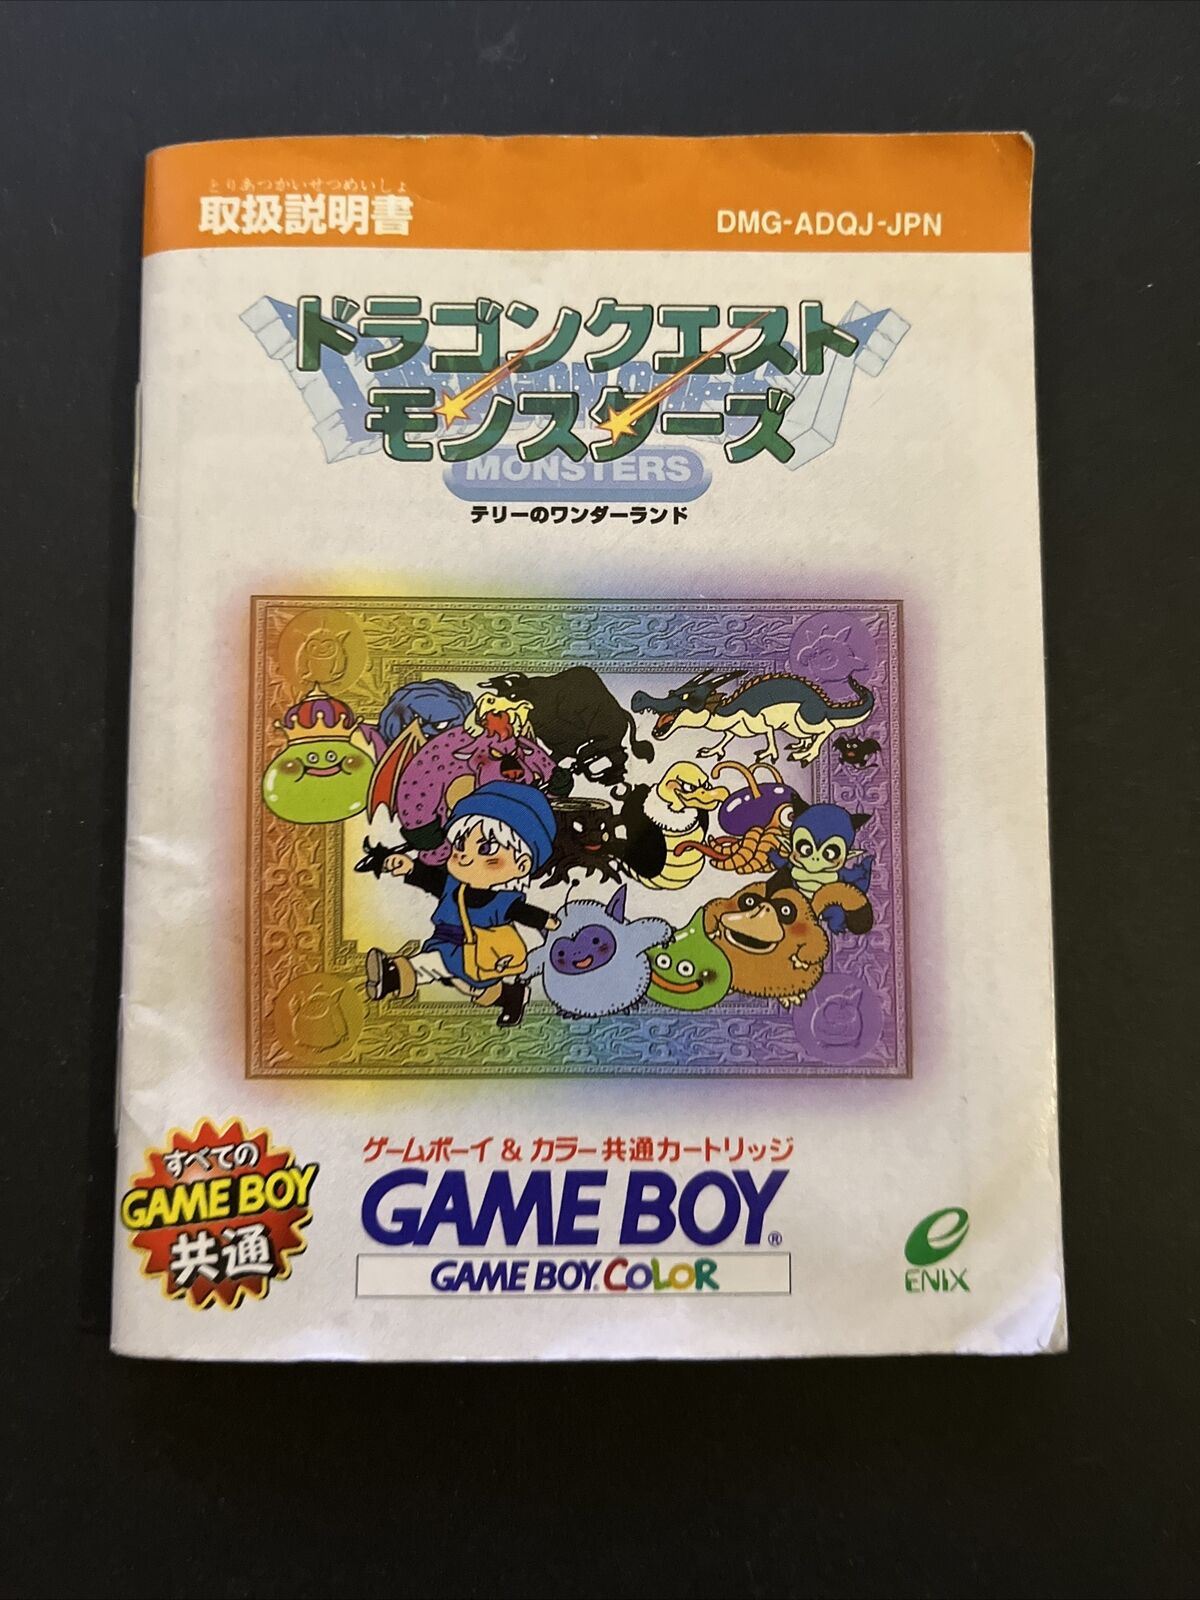 とりあつかいせつめいしょ
取扱説明書
DMG-ADQJ-JPN
ドラゴンクエスト
モンスターズ
MONSTERS
テリーのワンダーランド
すべての
GAME BOY
共通
ゲームボーイ & カラー共通カートリッジ
GAME BOY®
GAME BOY COLOR
ENIX